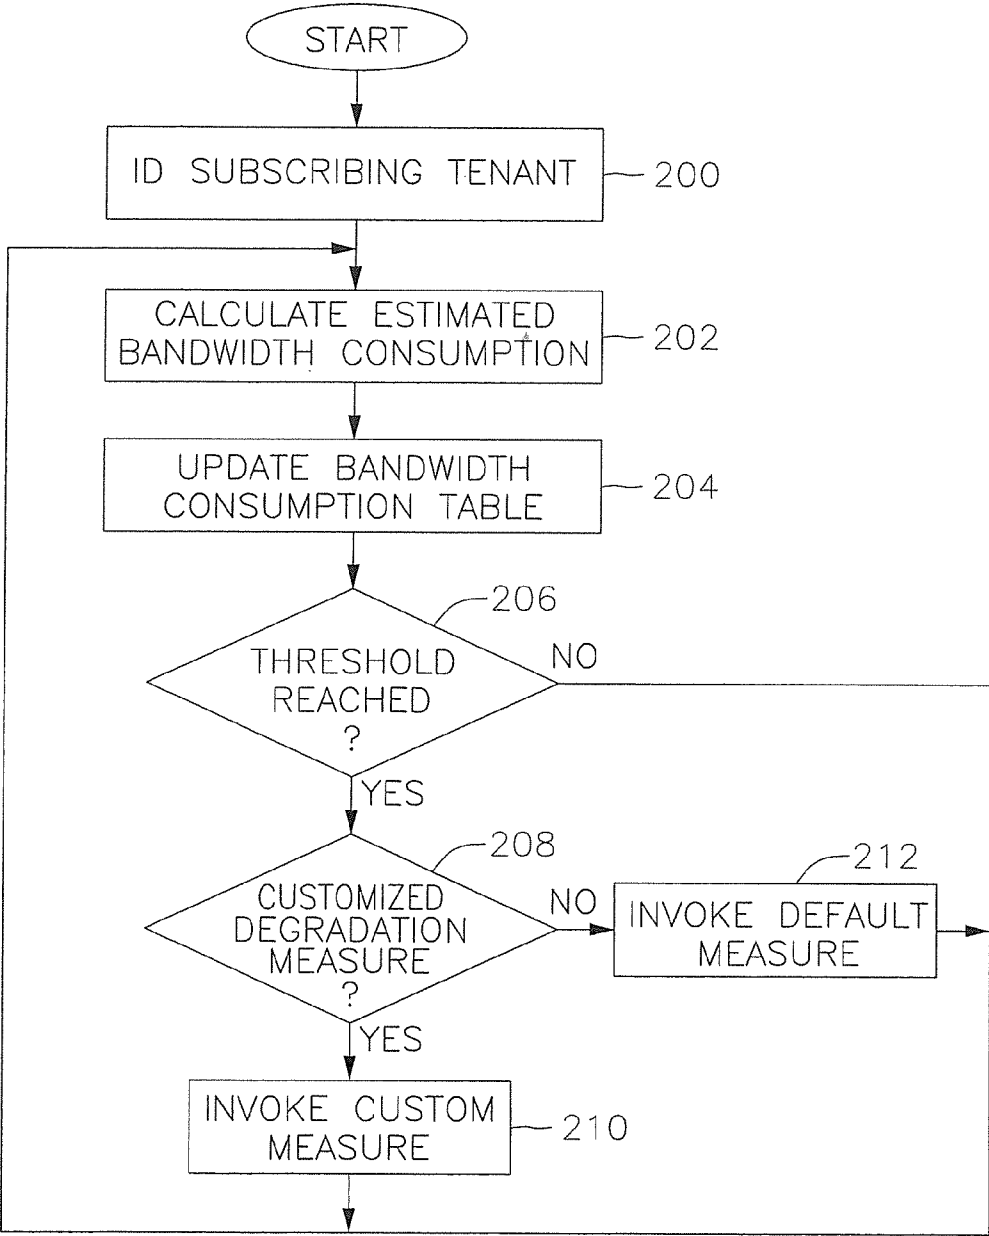 START
ID SUBSCRIBING TENANT
200
CALCULATE ESTIMATED
BANDWIDTH CONSUMPTION
202
UPDATE BANDWIDTH
CONSUMPTION TABLE
204
206
THRESHOLD
REACHED
?
NO
YES
208
CUSTOMIZED
DEGRADATION
MEASURE
?
NO
212
INVOKE DEFAULT
MEASURE
YES
INVOKE CUSTOM
MEASURE
210